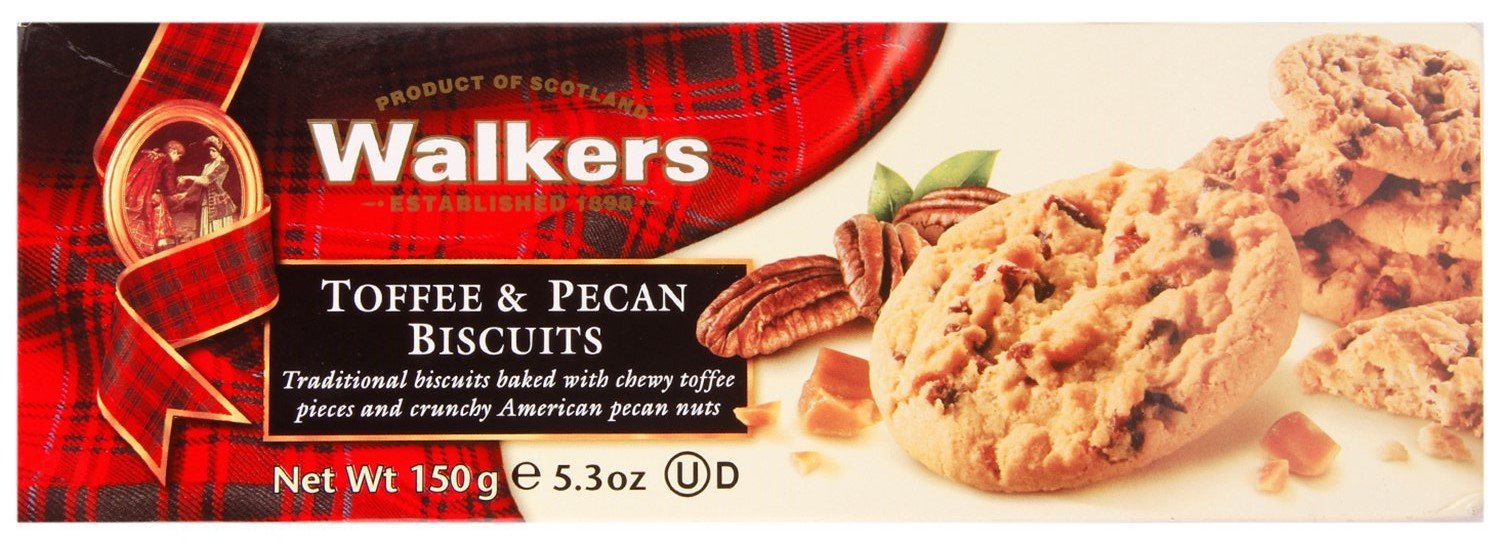 PRODUCT OF SCOTLAND
Walkers
ESTABLISHED 1898
TOFFEE & PECAN
BISCUITS
Traditional biscuits baked with chewy toffee
pieces and crunchy American pecan nuts
Net Wt 150g ℮ 5.3oz Ⓤ D